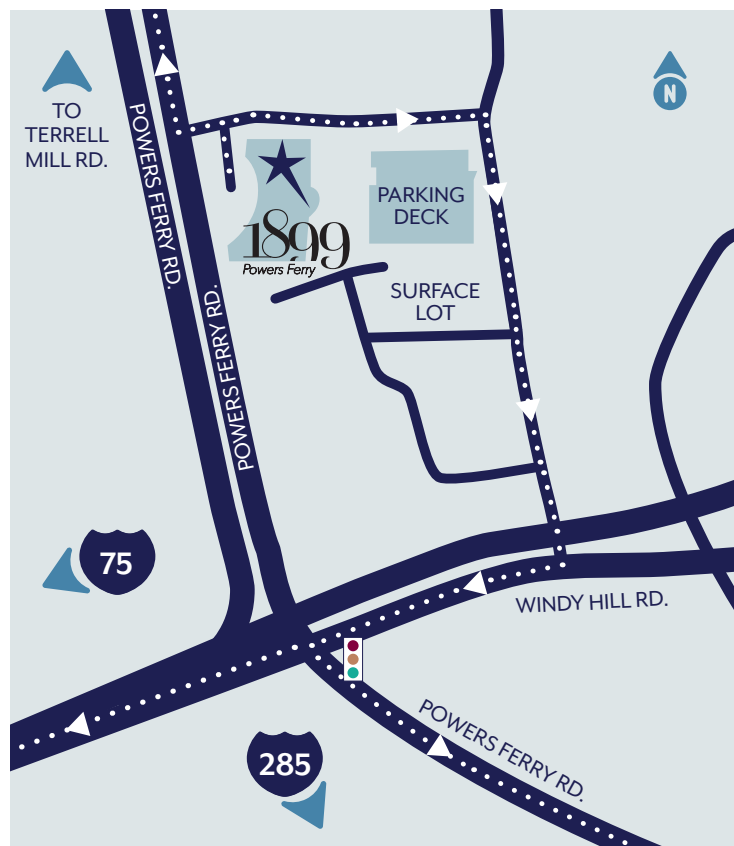 TO
TERRELL
MILL RD.
N
POWERS FERRY RD.
PARKING
DECK
1899
Powers Ferry
POWERS FERRY RD.
SURFACE
LOT
75
WINDY HILL RD.
POWERS FERRY RD.
285